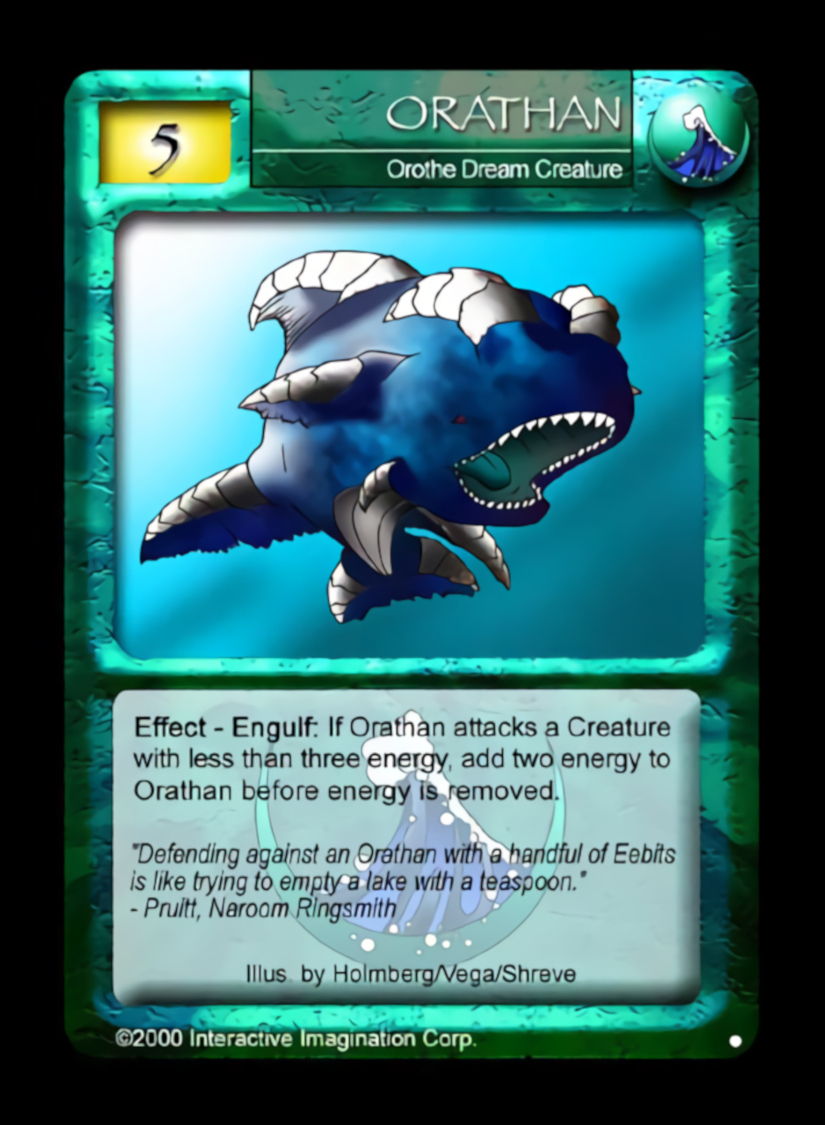 5
ORATHAN
Orothe Dream Creature
Effect - Engulf: If Orathan attacks a Creature
with less than three energy, add two energy to
Orathan before energy is removed.
"Defending against an Orathan with a handful of Eebits
is like trying to empty a lake with a teaspoon."
- Pruitt, Naroom Ringsmith
Illus. by Holmberg/Vega/Shreve
©2000 Interactive Imagination Corp.